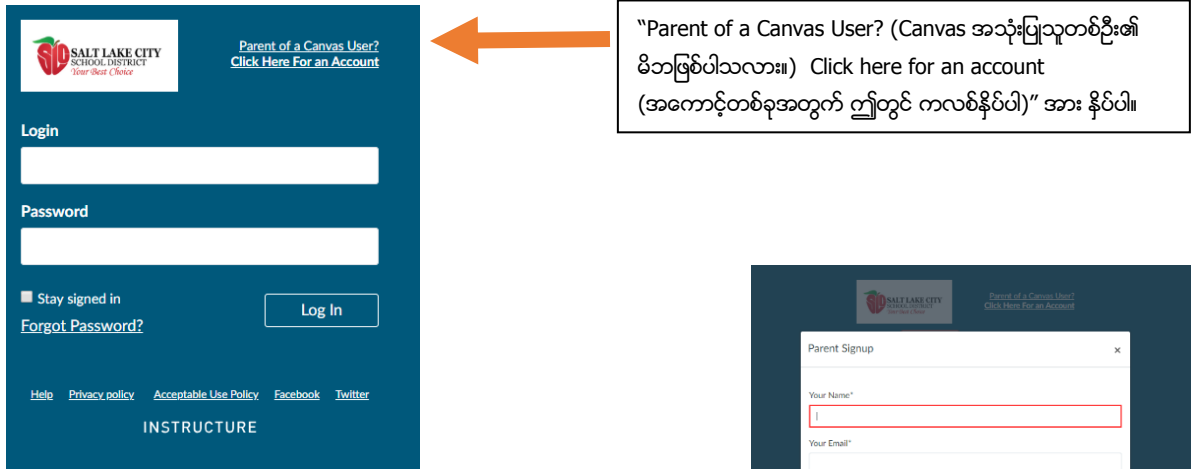 SALT LAKE CITY
SCHOOL DISTRICT
Your Best Choice
Parent of a Canvas User?
Click Here For an Account
"Parent of a Canvas User? (Canvas အသုံးပြုသူတစ်ဦး၏
မိဘဖြစ်ပါသလား။) Click here for an account
(အကောင့်တစ်ခုအတွက် ဤတွင် ကလစ်နှိပ်ပါ)" အား နှိပ်ပါ။
Login
Password
Stay signed in
Log In
Forgot Password?
Help Privacy policy Acceptable Use Policy Facebook Twitter
INSTRUCTURE
SALT LAKE CITY
SCHOOL DISTRICT
Your Best Choice
Parent of a Canvas User?
Click Here For an Account
Parent Signup
×
Your Name*
Your Email*